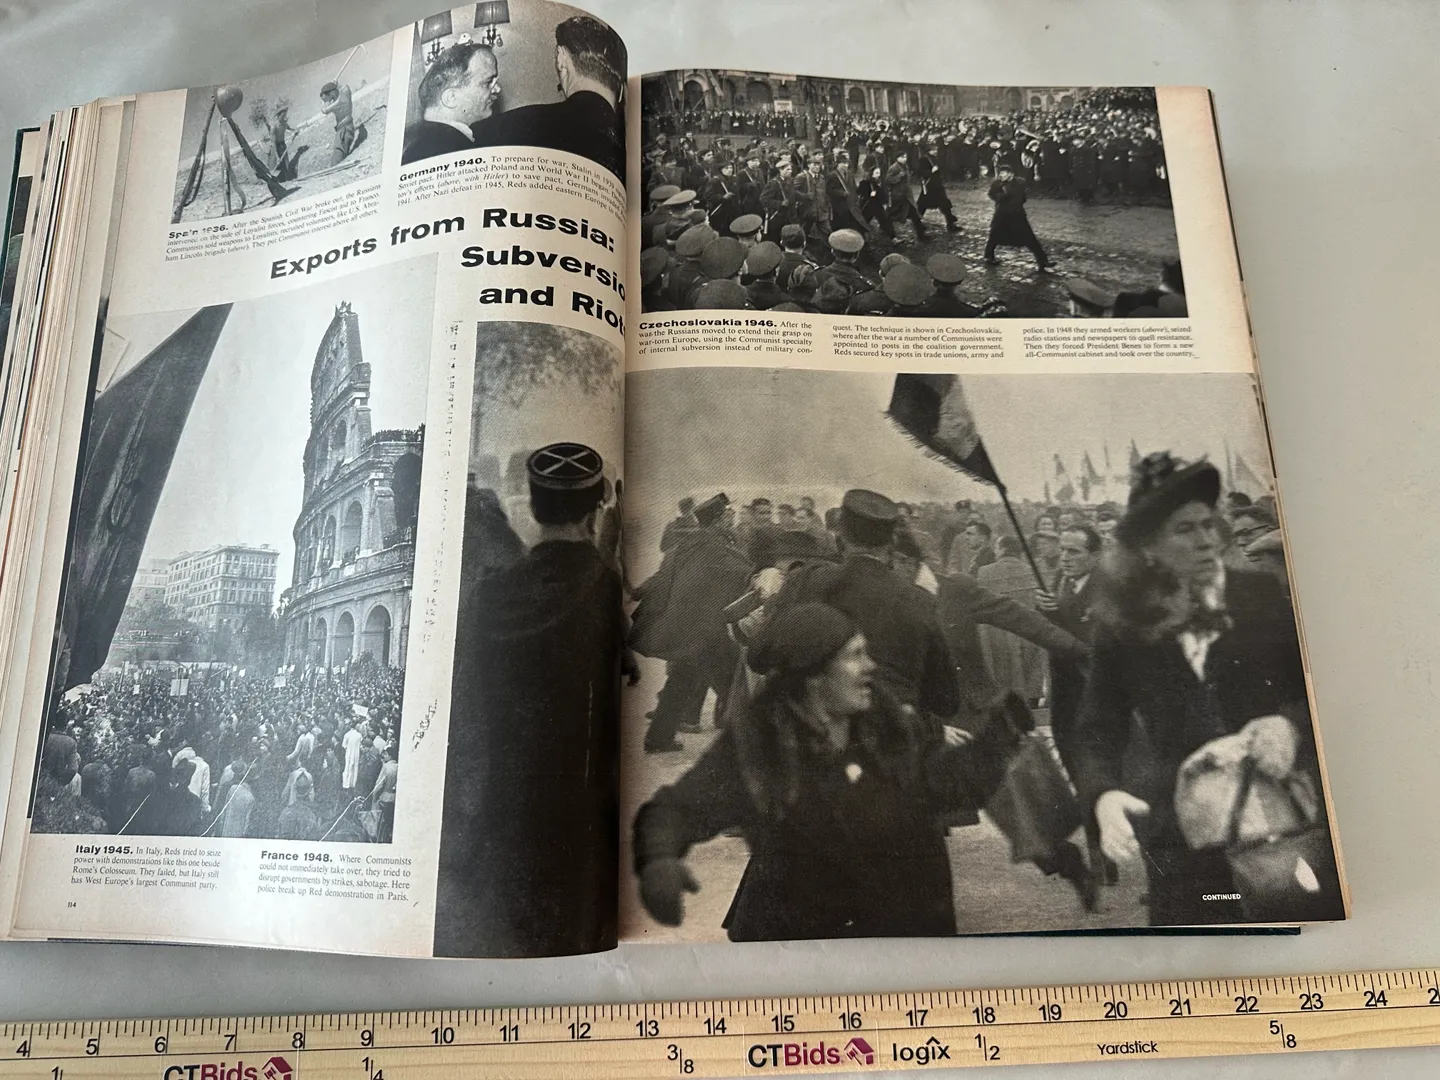 Spain 1936. After the Spanish Civil War broke out, the Russians
intervened on the side of Loyalist forces, countering Fascist aid to Franco.
Communists sold weapons to Loyalists, recruited volunteers, like U.S. Abra-
ham Lincoln brigade (above). They put Communist interest above all others.
Germany 1940. To prepare for war, Stalin in 1939
Soviet pact. Hitler attacked Poland and World War II began.
tov's efforts (above, with Hitler) to save pact, Germans invaded
1941. After Nazi defeat in 1945, Reds added eastern Europe to
Exports from Russia:
Subversio
and Riot
Czechoslovakia 1946. After the
war the Russians moved to extend their grasp on
war-torn Europe, using the Communist specialty
of internal subversion instead of military con-
quest. The technique is shown in Czechoslovakia,
where after the war a number of Communists were
appointed to posts in the coalition government.
Reds secured key spots in trade unions, army and
police. In 1948 they armed workers (above), seized
radio stations and newspapers to quell resistance.
Then they forced President Benes to form a new
all-Communist cabinet and took over the country.
Italy 1945. In Italy, Reds tried to seize
power with demonstrations like this one beside
Rome's Colosseum. They failed, but Italy still
has West Europe's largest Communist party.
France 1948. Where Communists
could not immediately take over, they tried to
disrupt governments by strikes, sabotage. Here
police break up Red demonstration in Paris.
114
CONTINUED
4 5 6 7 8 9 10 11 12 13 14 15 16 17 18 19 20 21 22 23 24
CTBids 1/4 3/8 CTBids logix 1/2 Yardstick 5/8